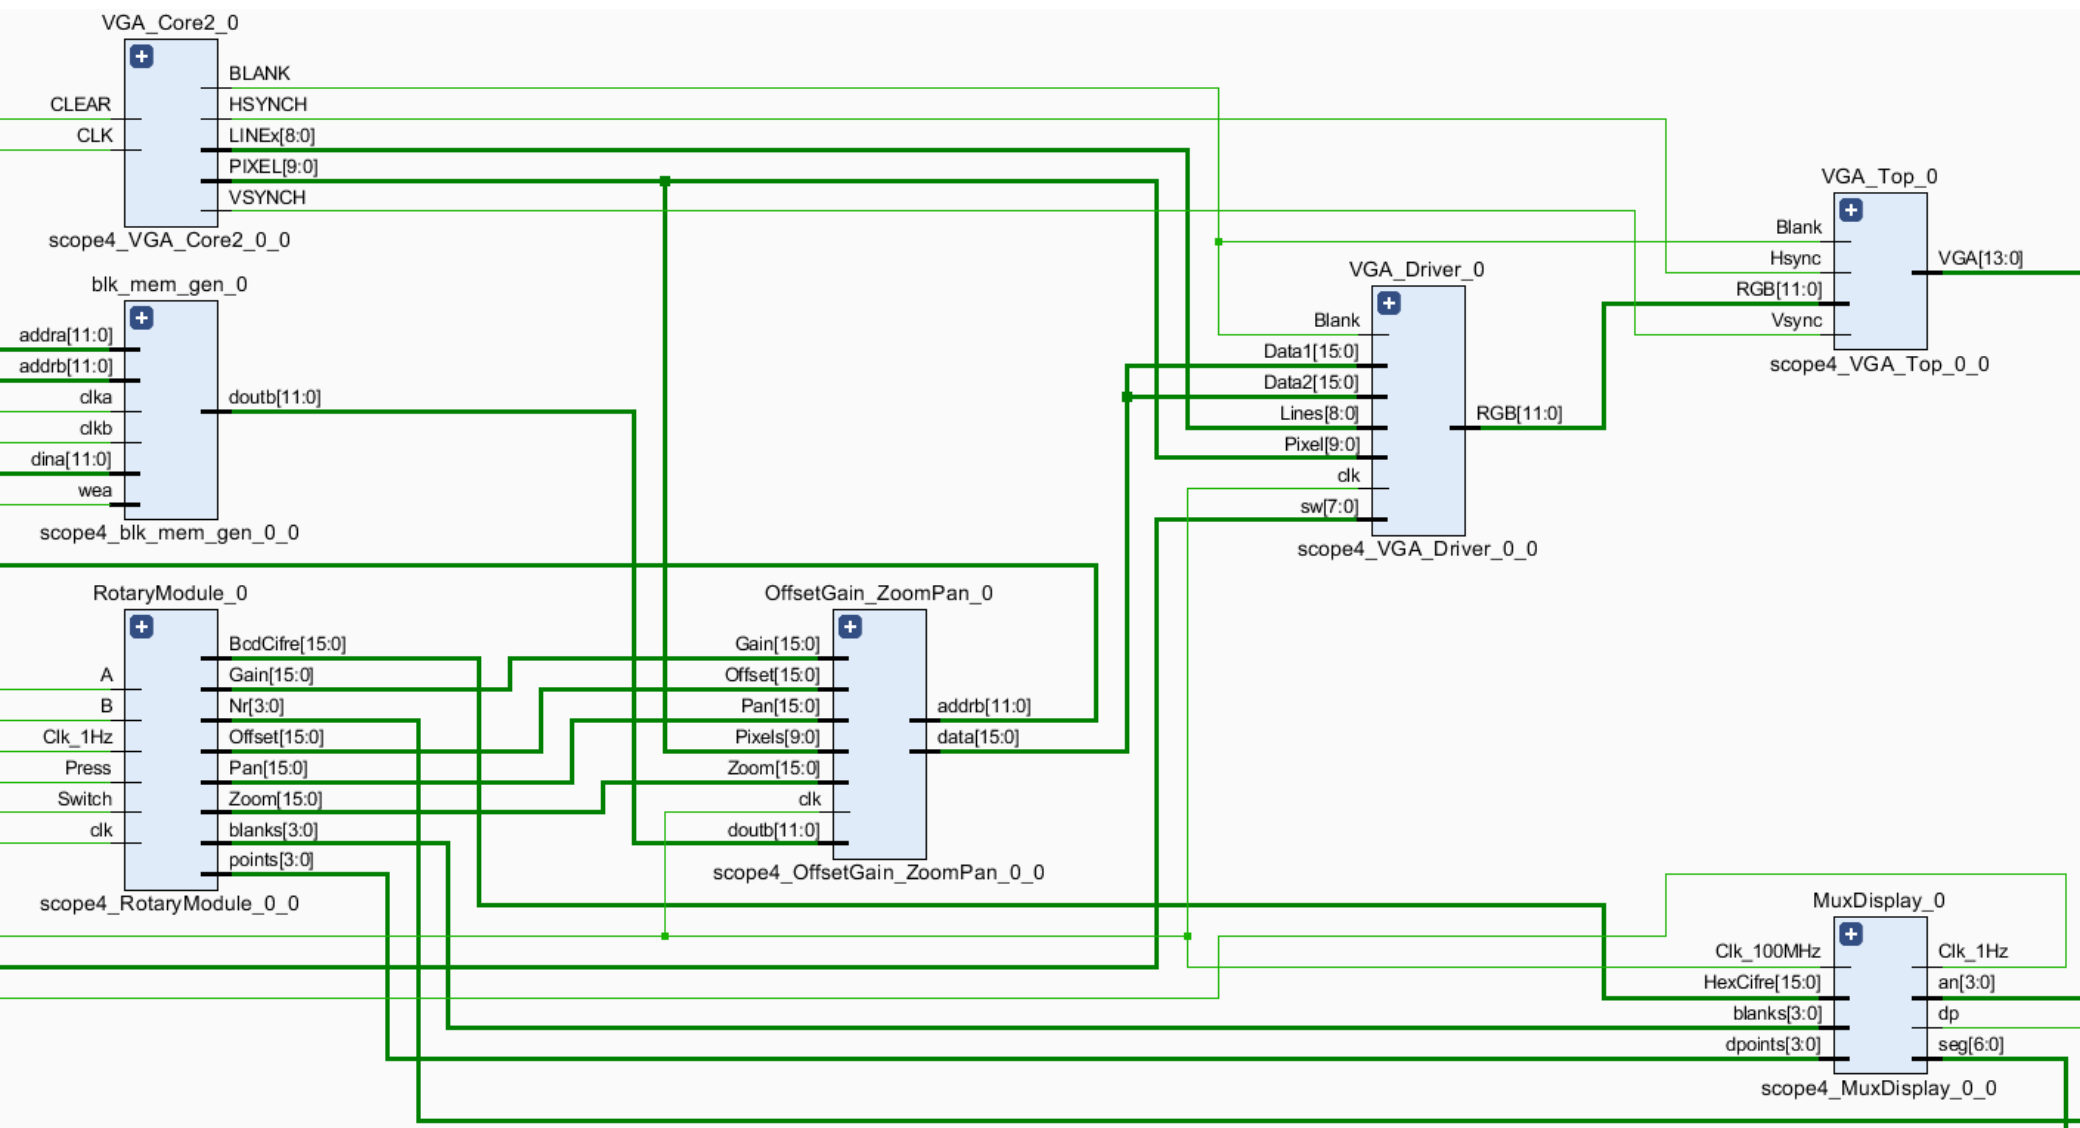 VGA_Core2_0
BLANK
CLEAR
HSYNCH
CLK
LINEx[8:0]
PIXEL[9:0]
VSYNCH
scope4_VGA_Core2_0_0
VGA_Top_0
Blank
Hsync
VGA[13:0]
RGB[11:0]
Vsync
scope4_VGA_Top_0_0
blk_mem_gen_0
addra[11:0]
addrb[11:0]
clka
doutb[11:0]
clkb
dina[11:0]
wea
scope4_blk_mem_gen_0_0
VGA_Driver_0
Blank
Data1[15:0]
Data2[15:0]
Lines[8:0]
RGB[11:0]
Pixel[9:0]
clk
sw[7:0]
scope4_VGA_Driver_0_0
RotaryModule_0
BcdCifre[15:0]
A
Gain[15:0]
B
Nr[3:0]
Clk_1Hz
Offset[15:0]
Press
Pan[15:0]
Switch
Zoom[15:0]
clk
blanks[3:0]
points[3:0]
scope4_RotaryModule_0_0
OffsetGain_ZoomPan_0
Gain[15:0]
Offset[15:0]
Pan[15:0]
addrb[11:0]
Pixels[9:0]
data[15:0]
Zoom[15:0]
clk
doutb[11:0]
scope4_OffsetGain_ZoomPan_0_0
MuxDisplay_0
Clk_100MHz
Clk_1Hz
HexCifre[15:0]
an[3:0]
blanks[3:0]
dp
dpoints[3:0]
seg[6:0]
scope4_MuxDisplay_0_0